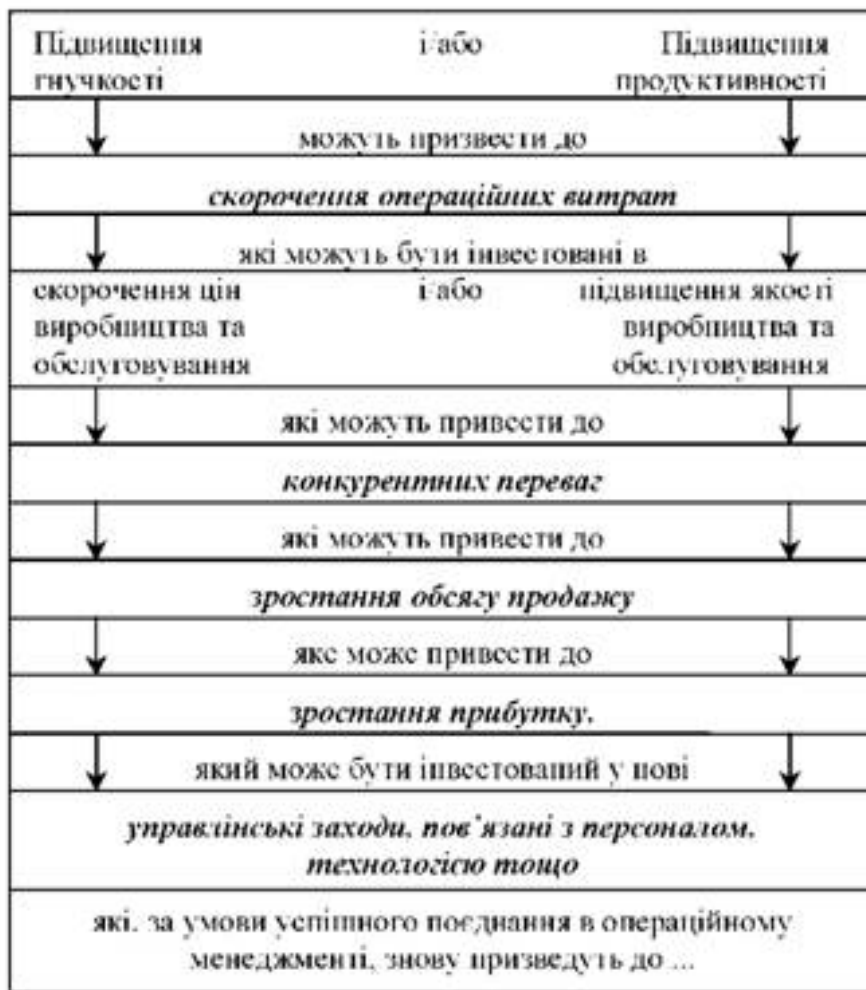 Підвищення і/або Підвищення
гнучкості продуктивності
можуть призвести до
скорочення операційних витрат
які можуть бути інвестовані в
скорочення цін і/або підвищення якості
виробництва та виробництва та
обслуговування обслуговування
які можуть привести до
конкурентних переваг
які можуть привести до
зростання обсягу продажу
яке може привести до
зростання прибутку,
який може бути інвестований у нові
управлінські заходи, пов'язані з персоналом,
технологією тощо
які, за умови успішного поєднання в операційному
менеджменті, знову призведуть до ...